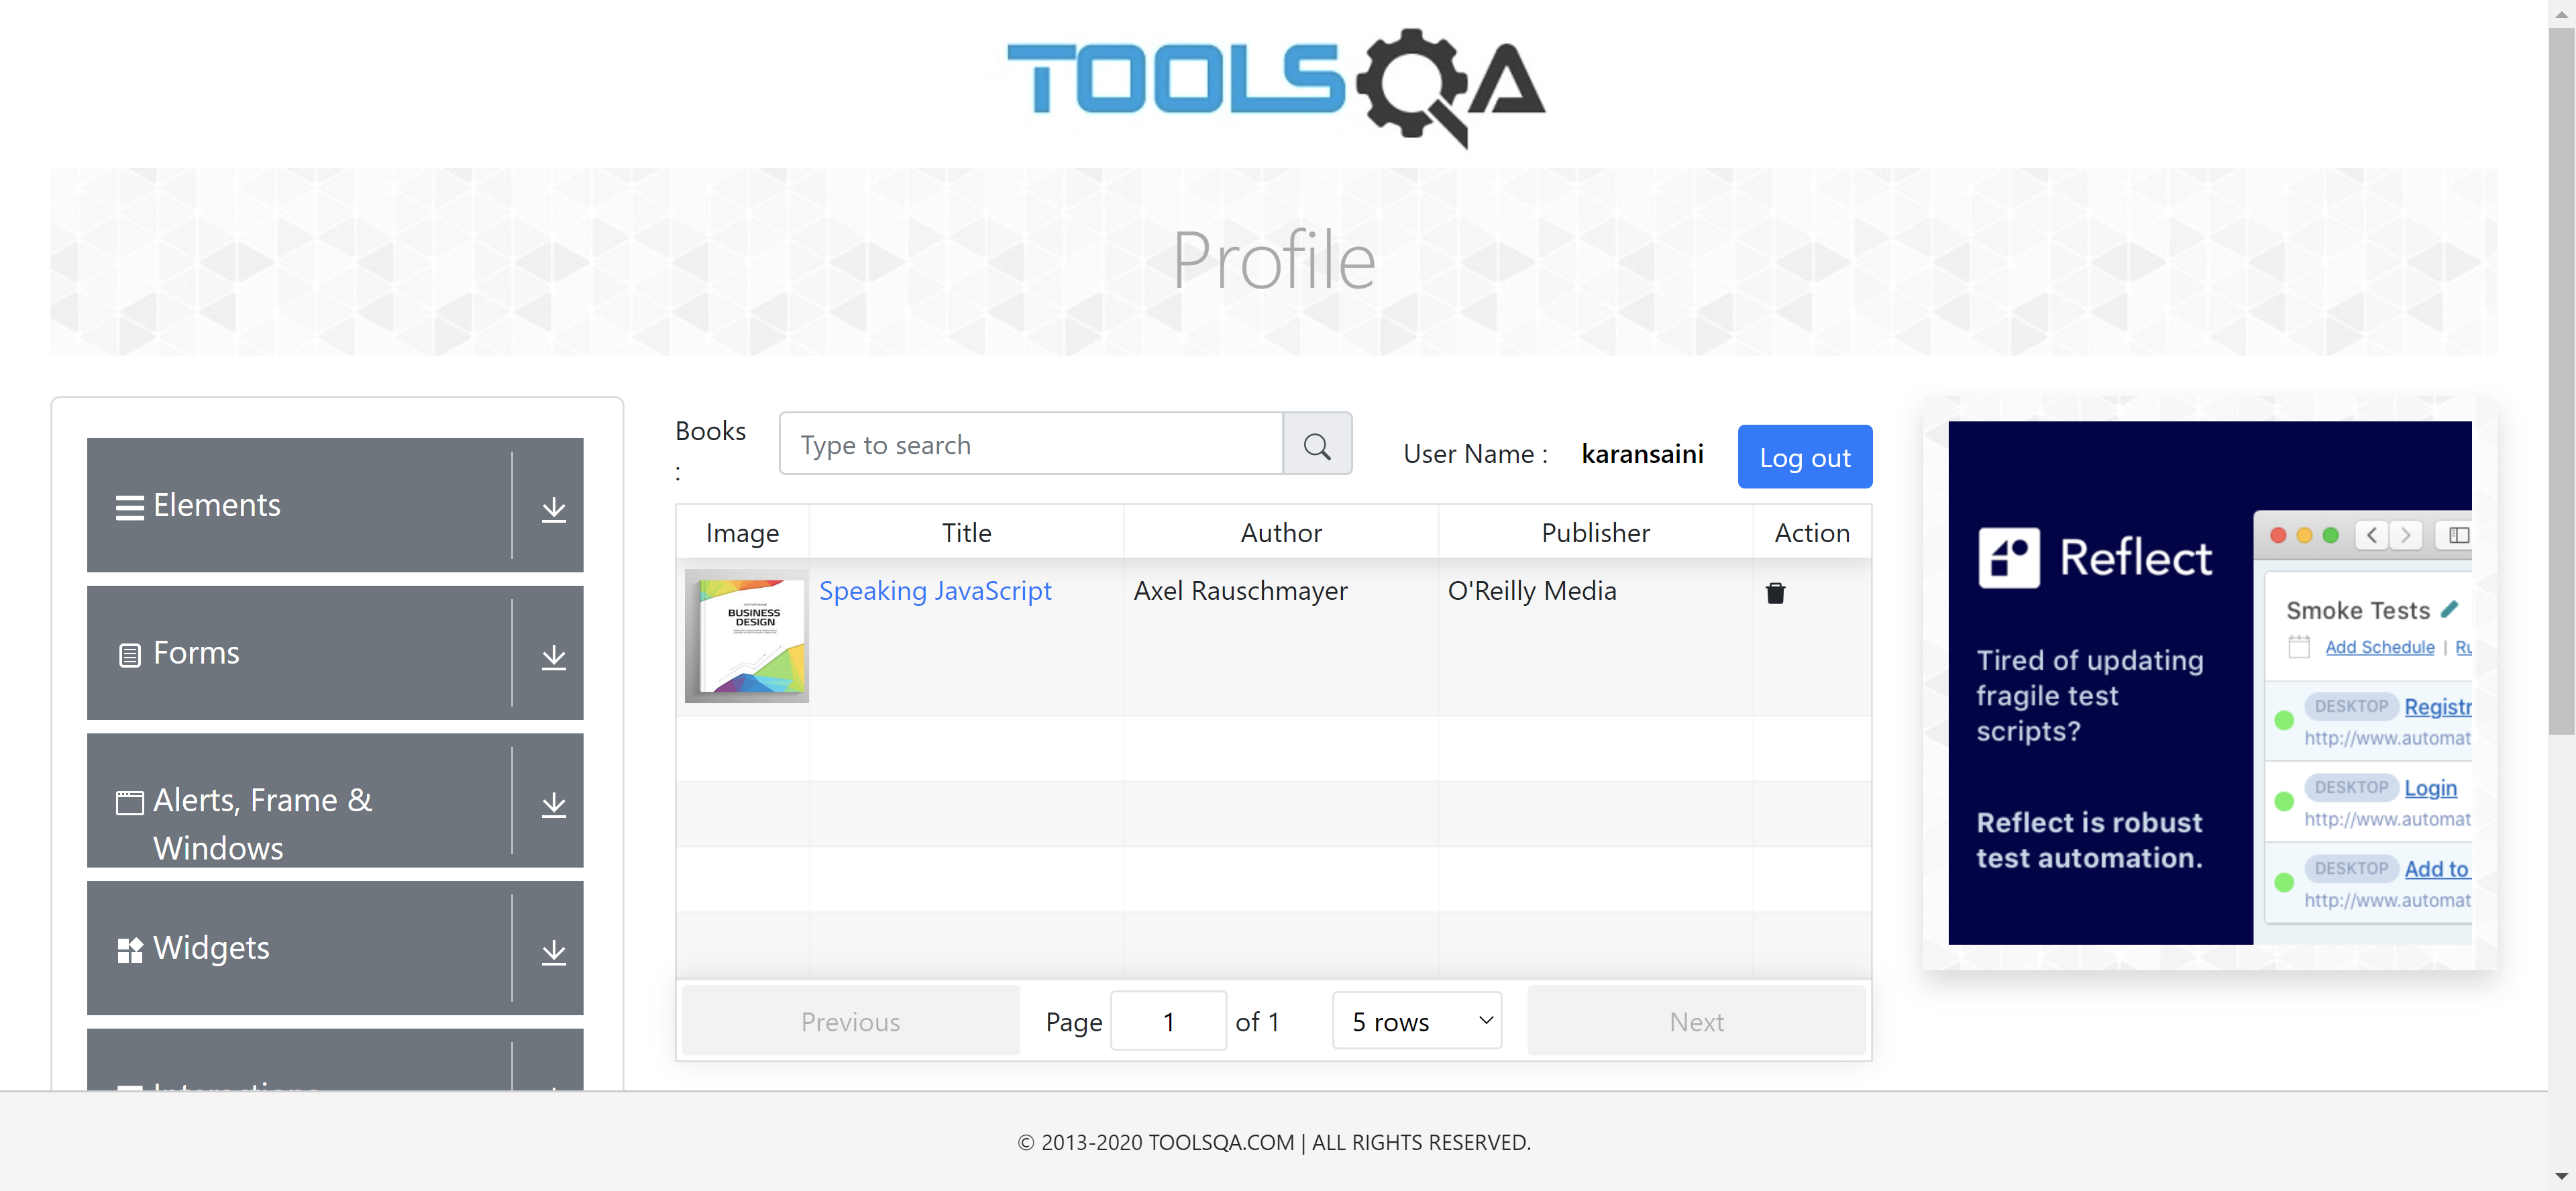 TOOLSQA
Profile
Elements
Forms
Alerts, Frame &
Windows
Widgets
Interactions
Books
:
Type to search
User Name : karansaini
Log out
Image Title Author Publisher Action
BUSINESS
DESIGN
Speaking JavaScript Axel Rauschmayer O'Reilly Media
Previous Page 1 of 1 5 rows Next
Reflect
Tired of updating
fragile test
scripts?
Reflect is robust
test automation.
Smoke Tests
Add Schedule | Ru
DESKTOP Registr
http://www.automat
DESKTOP Login
http://www.automat
DESKTOP Add to
http://www.automat
© 2013-2020 TOOLSQA.COM | ALL RIGHTS RESERVED.